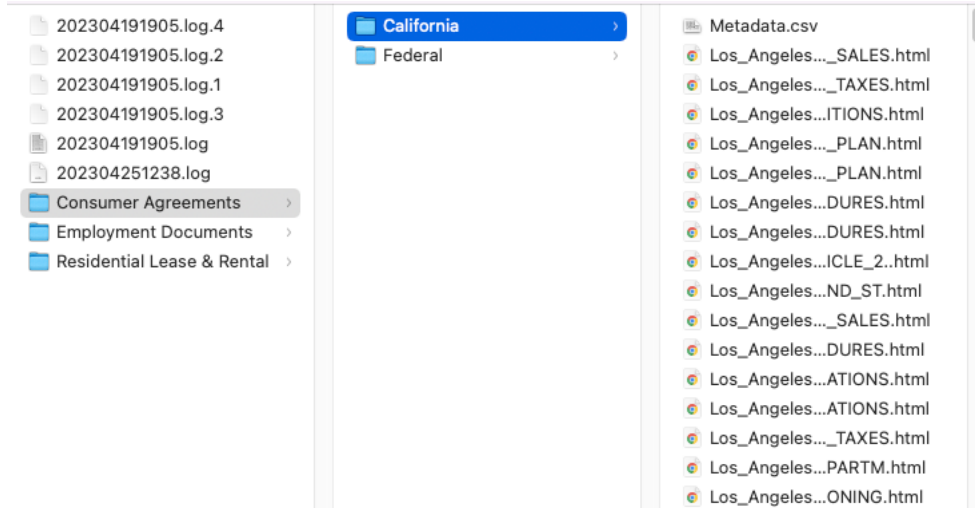 202304191905.log.4
202304191905.log.2
202304191905.log.1
202304191905.log.3
202304191905.log
202304251238.log
Consumer Agreements
Employment Documents
Residential Lease & Rental
California
Federal
Metadata.csv
Los_Angeles..._SALES.html
Los_Angeles..._TAXES.html
Los_Angeles...ITIONS.html
Los_Angeles..._PLAN.html
Los_Angeles..._PLAN.html
Los_Angeles...DURES.html
Los_Angeles...DURES.html
Los_Angeles...ICLE_2..html
Los_Angeles...ND_ST.html
Los_Angeles..._SALES.html
Los_Angeles...DURES.html
Los_Angeles...ATIONS.html
Los_Angeles...ATIONS.html
Los_Angeles..._TAXES.html
Los_Angeles...PARTM.html
Los_Angeles...ONING.html